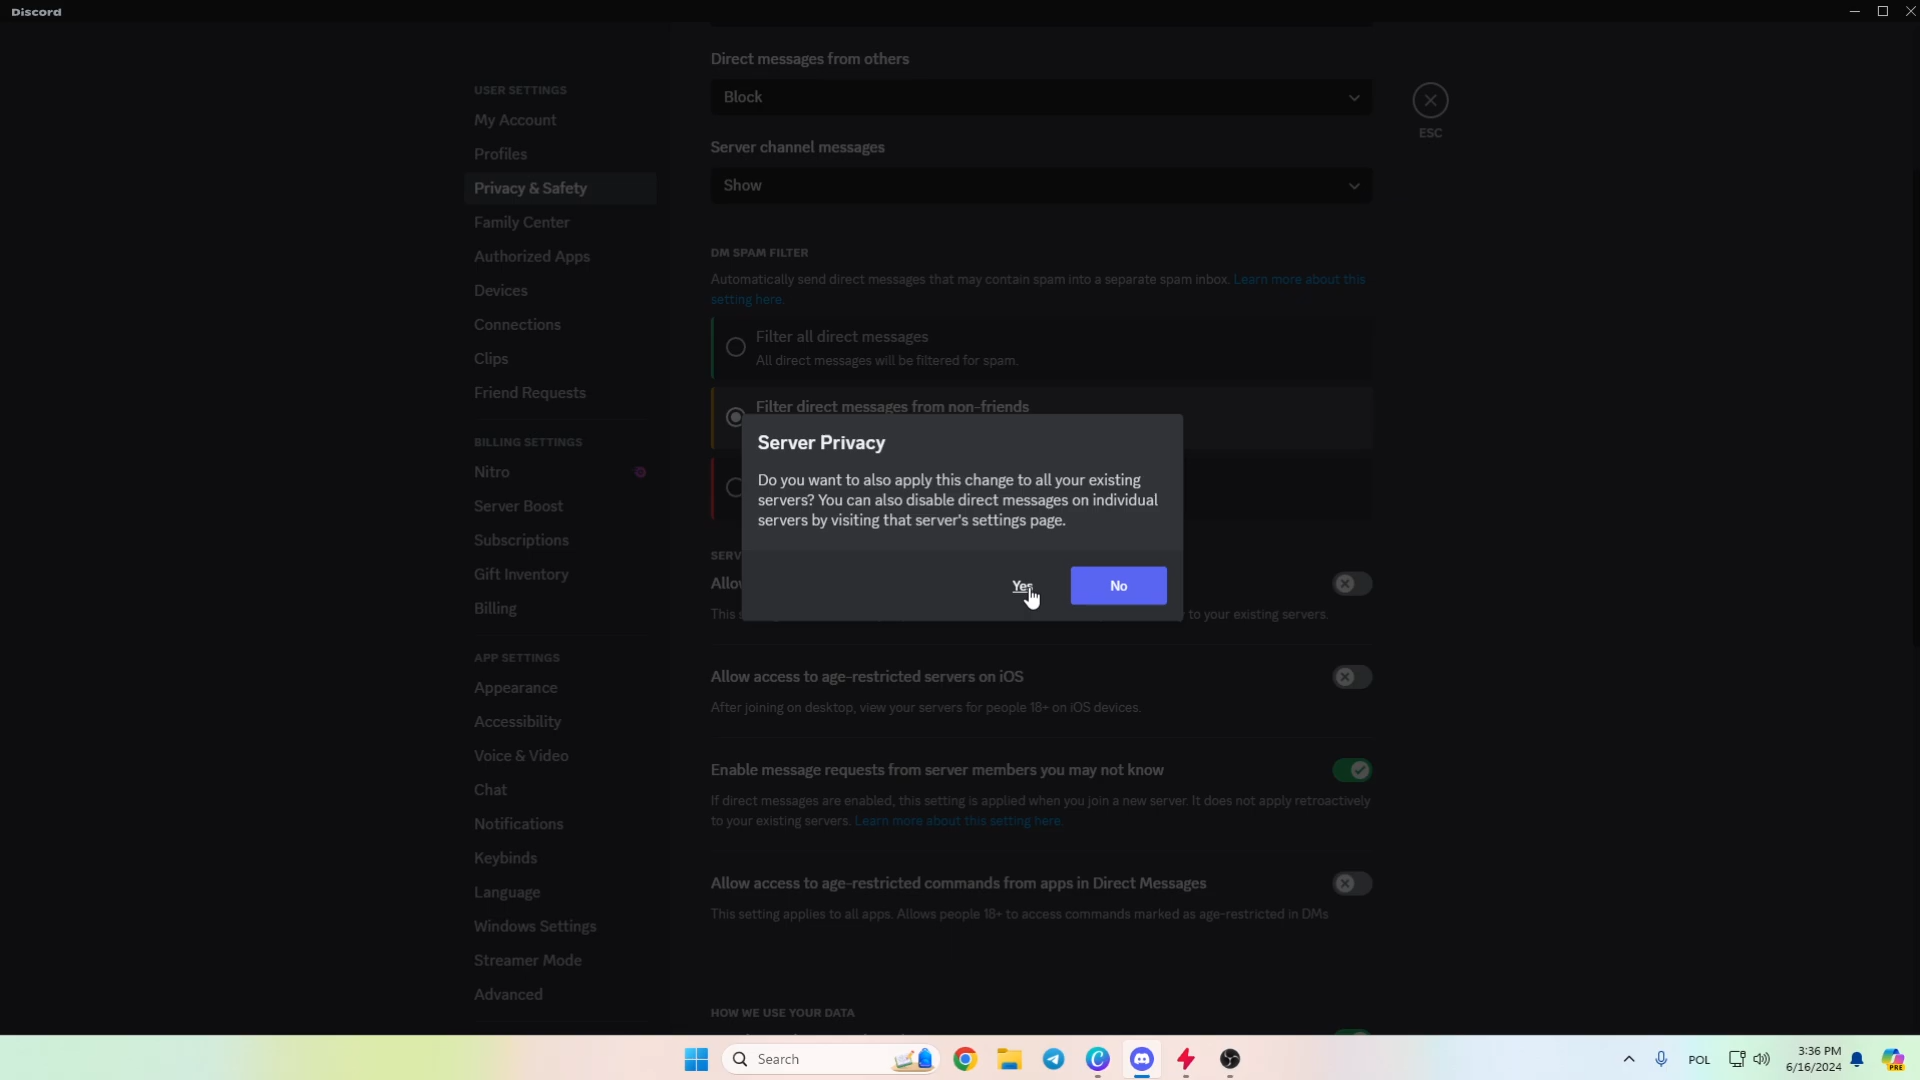 Discord
Direct messages from others
Block
ESC
Server channel messages
Show
USER SETTINGS
My Account
Profiles
Privacy & Safety
Family Center
Authorized Apps
Devices
Connections
Clips
Friend Requests
BILLING SETTINGS
Nitro
Server Boost
Subscriptions
Gift Inventory
Billing
APP SETTINGS
Appearance
Accessibility
Voice & Video
Chat
Notifications
Keybinds
Language
Windows Settings
Streamer Mode
Advanced
DM SPAM FILTER
Automatically send direct messages that may contain spam into a separate spam inbox. Learn more about this
setting here.
Filter all direct messages
All direct messages will be filtered for spam.
Filter direct messages from non-friends
Server Privacy
Do you want to also apply this change to all your existing
servers? You can also disable direct messages on individual
servers by visiting that server's settings page.
Yes
No
to your existing servers.
Allow access to age-restricted servers on iOS
After joining on desktop, view your servers for people 18+ on iOS devices.
Enable message requests from server members you may not know
If direct messages are enabled, this setting is applied when you join a new server. It does not apply retroactively
to your existing servers. Learn more about this setting here.
Allow access to age-restricted commands from apps in Direct Messages
This setting applies to all apps. Allows people 18+ to access commands marked as age-restricted in DMs
HOW WE USE YOUR DATA
Search
POL
3:36 PM
6/16/2024
PRE